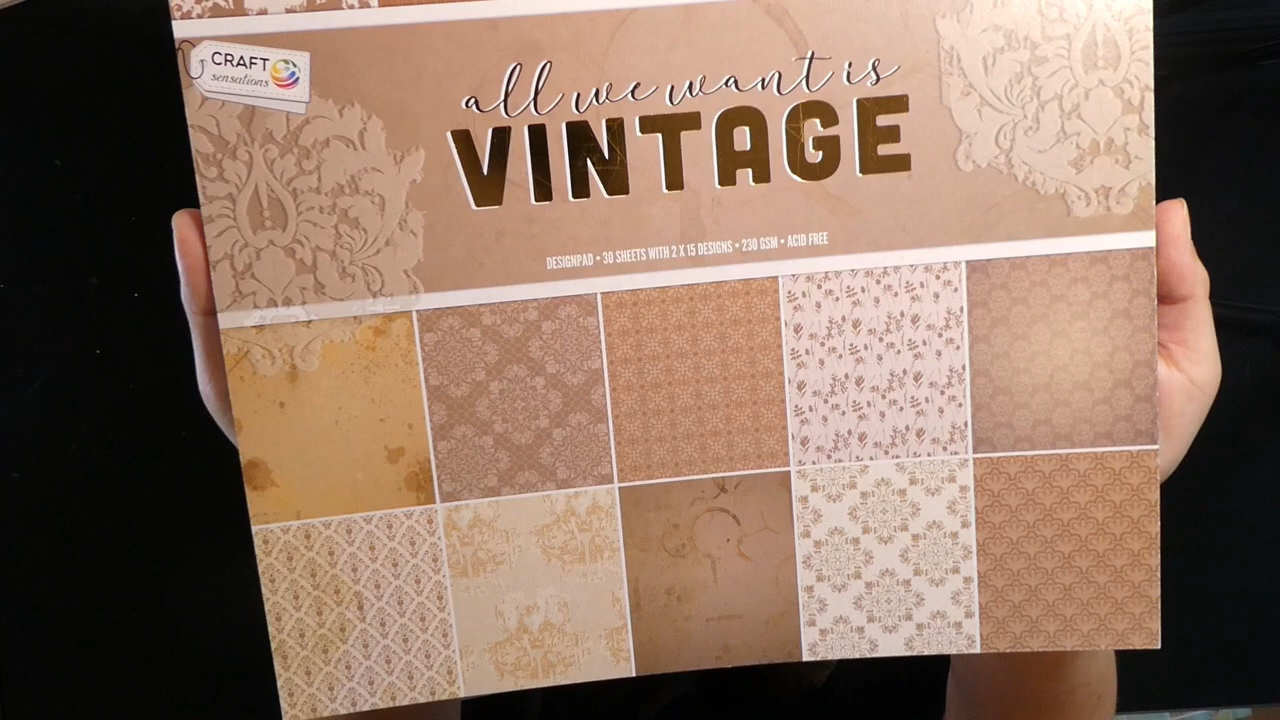 CRAFT
sensations
all we want is
VINTAGE
DESIGNPAD • 30 SHEETS WITH 2 X 15 DESIGNS • 230 GSM • ACID FREE